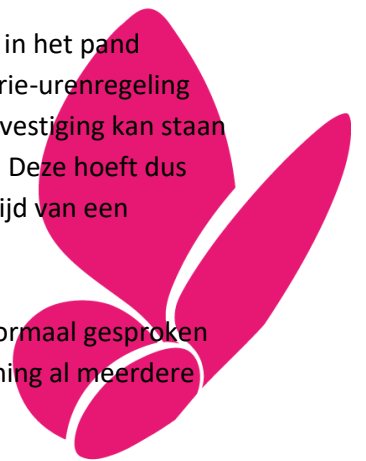 in het pand
rie-urenregeling
vestiging kan staan
Deze hoeft dus
ijd van een
ormaal gesproken
ning al meerdere